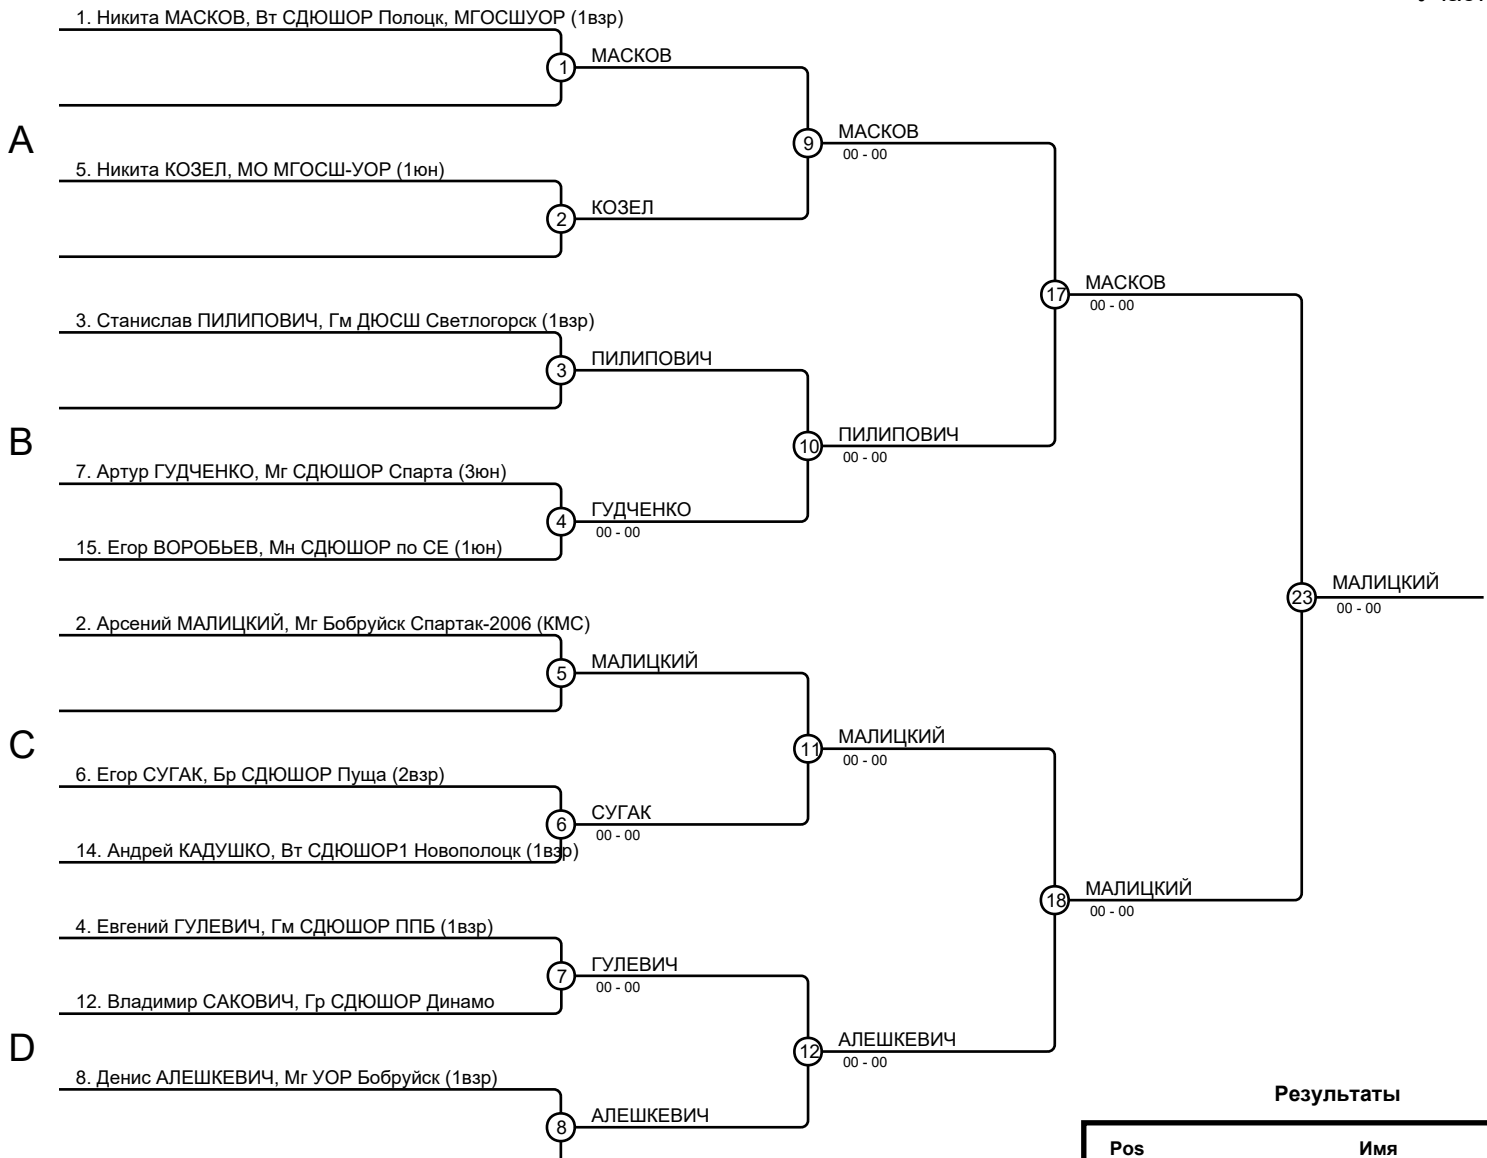 1. Никита МАСКОВ, Вт СДЮШОР Полоцк, МГОСШУОР (1взр)
1
МАСКОВ
A
9
МАСКОВ
00 - 00
5. Никита КОЗЕЛ, МО МГОСШ-УОР (1юн)
2
КОЗЕЛ
17
МАСКОВ
00 - 00
3. Станислав ПИЛИПОВИЧ, Гм ДЮСШ Светлогорск (1взр)
3
ПИЛИПОВИЧ
B
10
ПИЛИПОВИЧ
00 - 00
7. Артур ГУДЧЕНКО, Мг СДЮШОР Спарта (3юн)
4
ГУДЧЕНКО
00 - 00
15. Егор ВОРОБЬЕВ, Мн СДЮШОР по СЕ (1юн)
23
МАЛИЦКИЙ
00 - 00
2. Арсений МАЛИЦКИЙ, Мг Бобруйск Спартак-2006 (КМС)
5
МАЛИЦКИЙ
C
11
МАЛИЦКИЙ
00 - 00
6. Егор СУГАК, Бр СДЮШОР Пуща (2взр)
6
СУГАК
00 - 00
14. Андрей КАДУШКО, Вт СДЮШОР1 Новополоцк (1взр)
18
МАЛИЦКИЙ
00 - 00
4. Евгений ГУЛЕВИЧ, Гм СДЮШОР ППБ (1взр)
7
ГУЛЕВИЧ
00 - 00
12. Владимир САКОВИЧ, Гр СДЮШОР Динамо
D
12
АЛЕШКЕВИЧ
00 - 00
8. Денис АЛЕШКЕВИЧ, Мг УОР Бобруйск (1взр)
8
АЛЕШКЕВИЧ
Результаты
Pos Имя